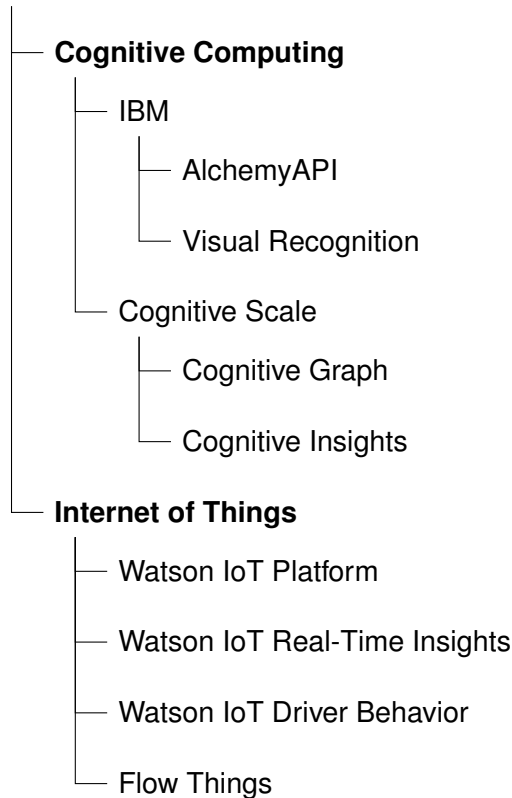 Cognitive Computing
IBM
AlchemyAPI
Visual Recognition
Cognitive Scale
Cognitive Graph
Cognitive Insights
Internet of Things
Watson IoT Platform
Watson IoT Real-Time Insights
Watson IoT Driver Behavior
Flow Things